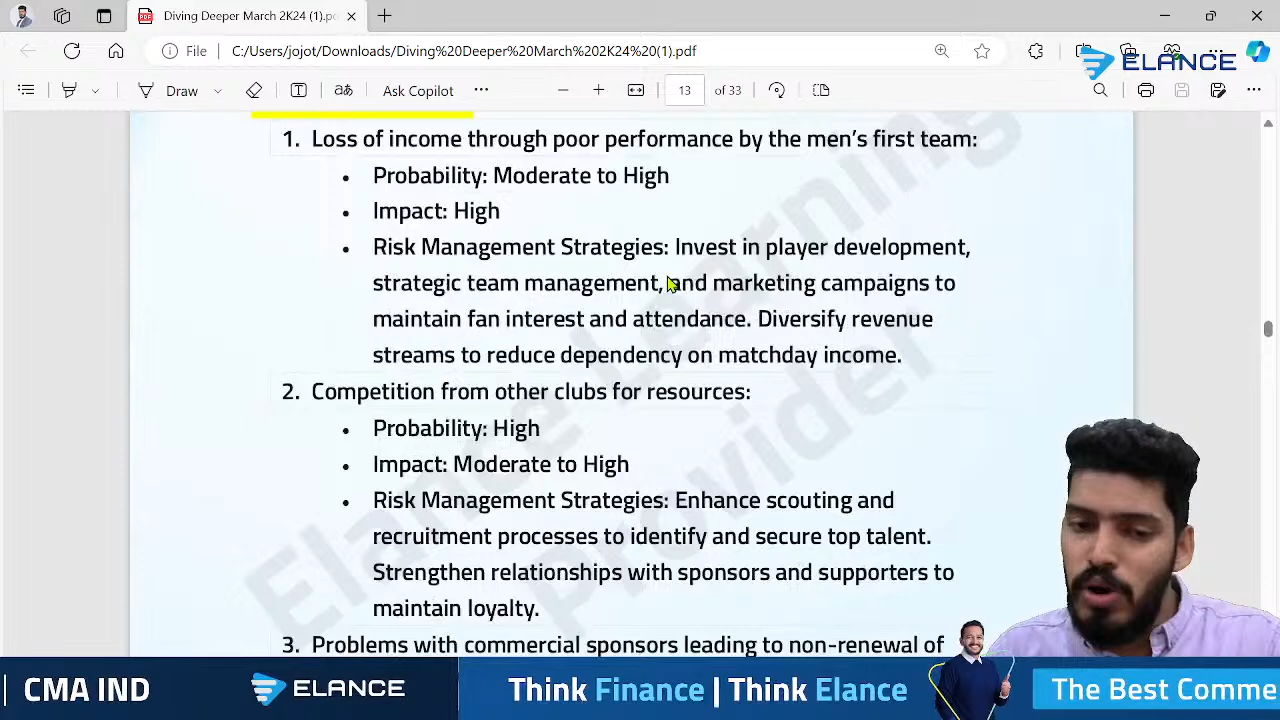 Diving Deeper March 2K24 (1).po
File
C:/Users/jojot/Downloads/Diving%20Deeper%20March%202K24%20(1).pdf
ELANCE
Draw
Ask Copilot
13 of 33
1. Loss of income through poor performance by the men's first team:
• Probability: Moderate to High
• Impact: High
• Risk Management Strategies: Invest in player development,
strategic team management, and marketing campaigns to
maintain fan interest and attendance. Diversify revenue
streams to reduce dependency on matchday income.
2. Competition from other clubs for resources:
• Probability: High
• Impact: Moderate to High
• Risk Management Strategies: Enhance scouting and
recruitment processes to identify and secure top talent.
Strengthen relationships with sponsors and supporters to
maintain loyalty.
3. Problems with commercial sponsors leading to non-renewal of
Elance Learning
Provider
CMA IND
ELANCE
Think Finance | Think Elance
The Best Comme